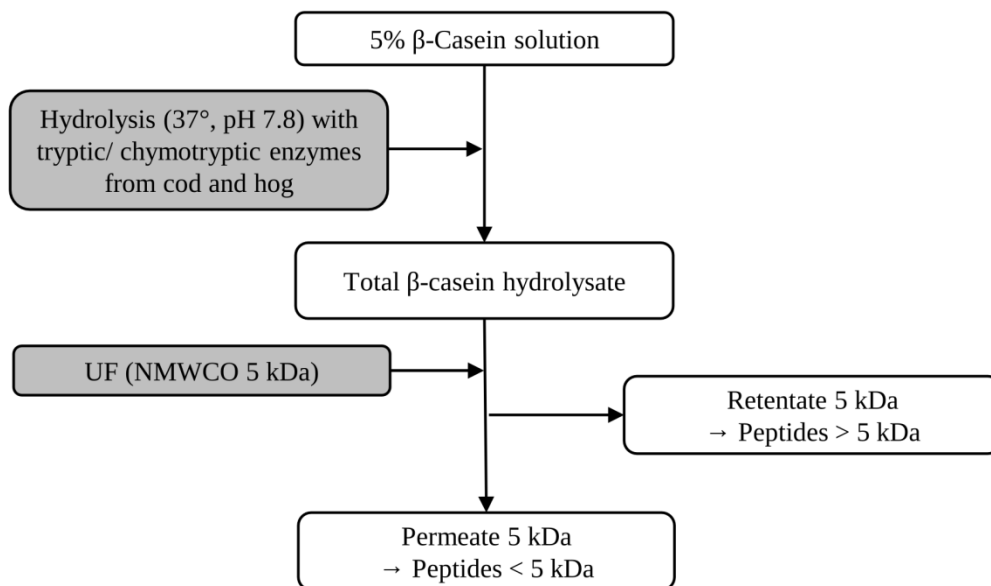 5% β-Casein solution
Hydrolysis (37°, pH 7.8) with
tryptic/ chymotryptic enzymes
from cod and hog
Total β-casein hydrolysate
UF (NMWCO 5 kDa)
Retentate 5 kDa
→ Peptides > 5 kDa
Permeate 5 kDa
→ Peptides < 5 kDa